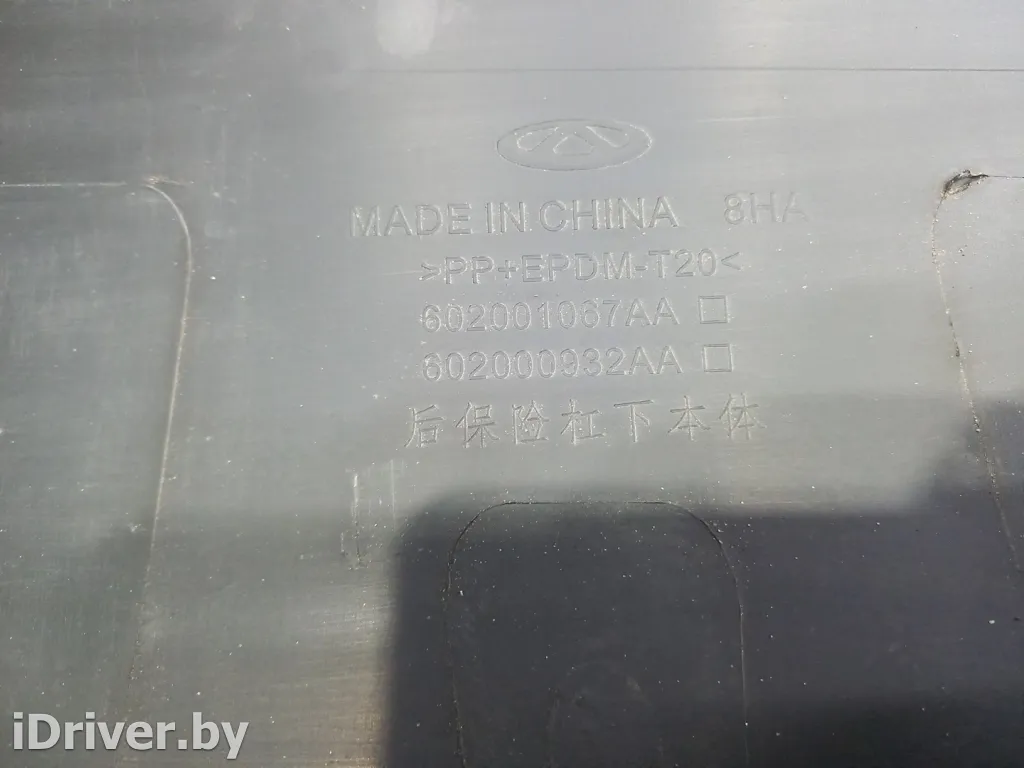 MADE IN CHINA 8HA
>PP+EPDM-T20<
602001067AA
602000932AA
后保险杠下本体
iDriver.by